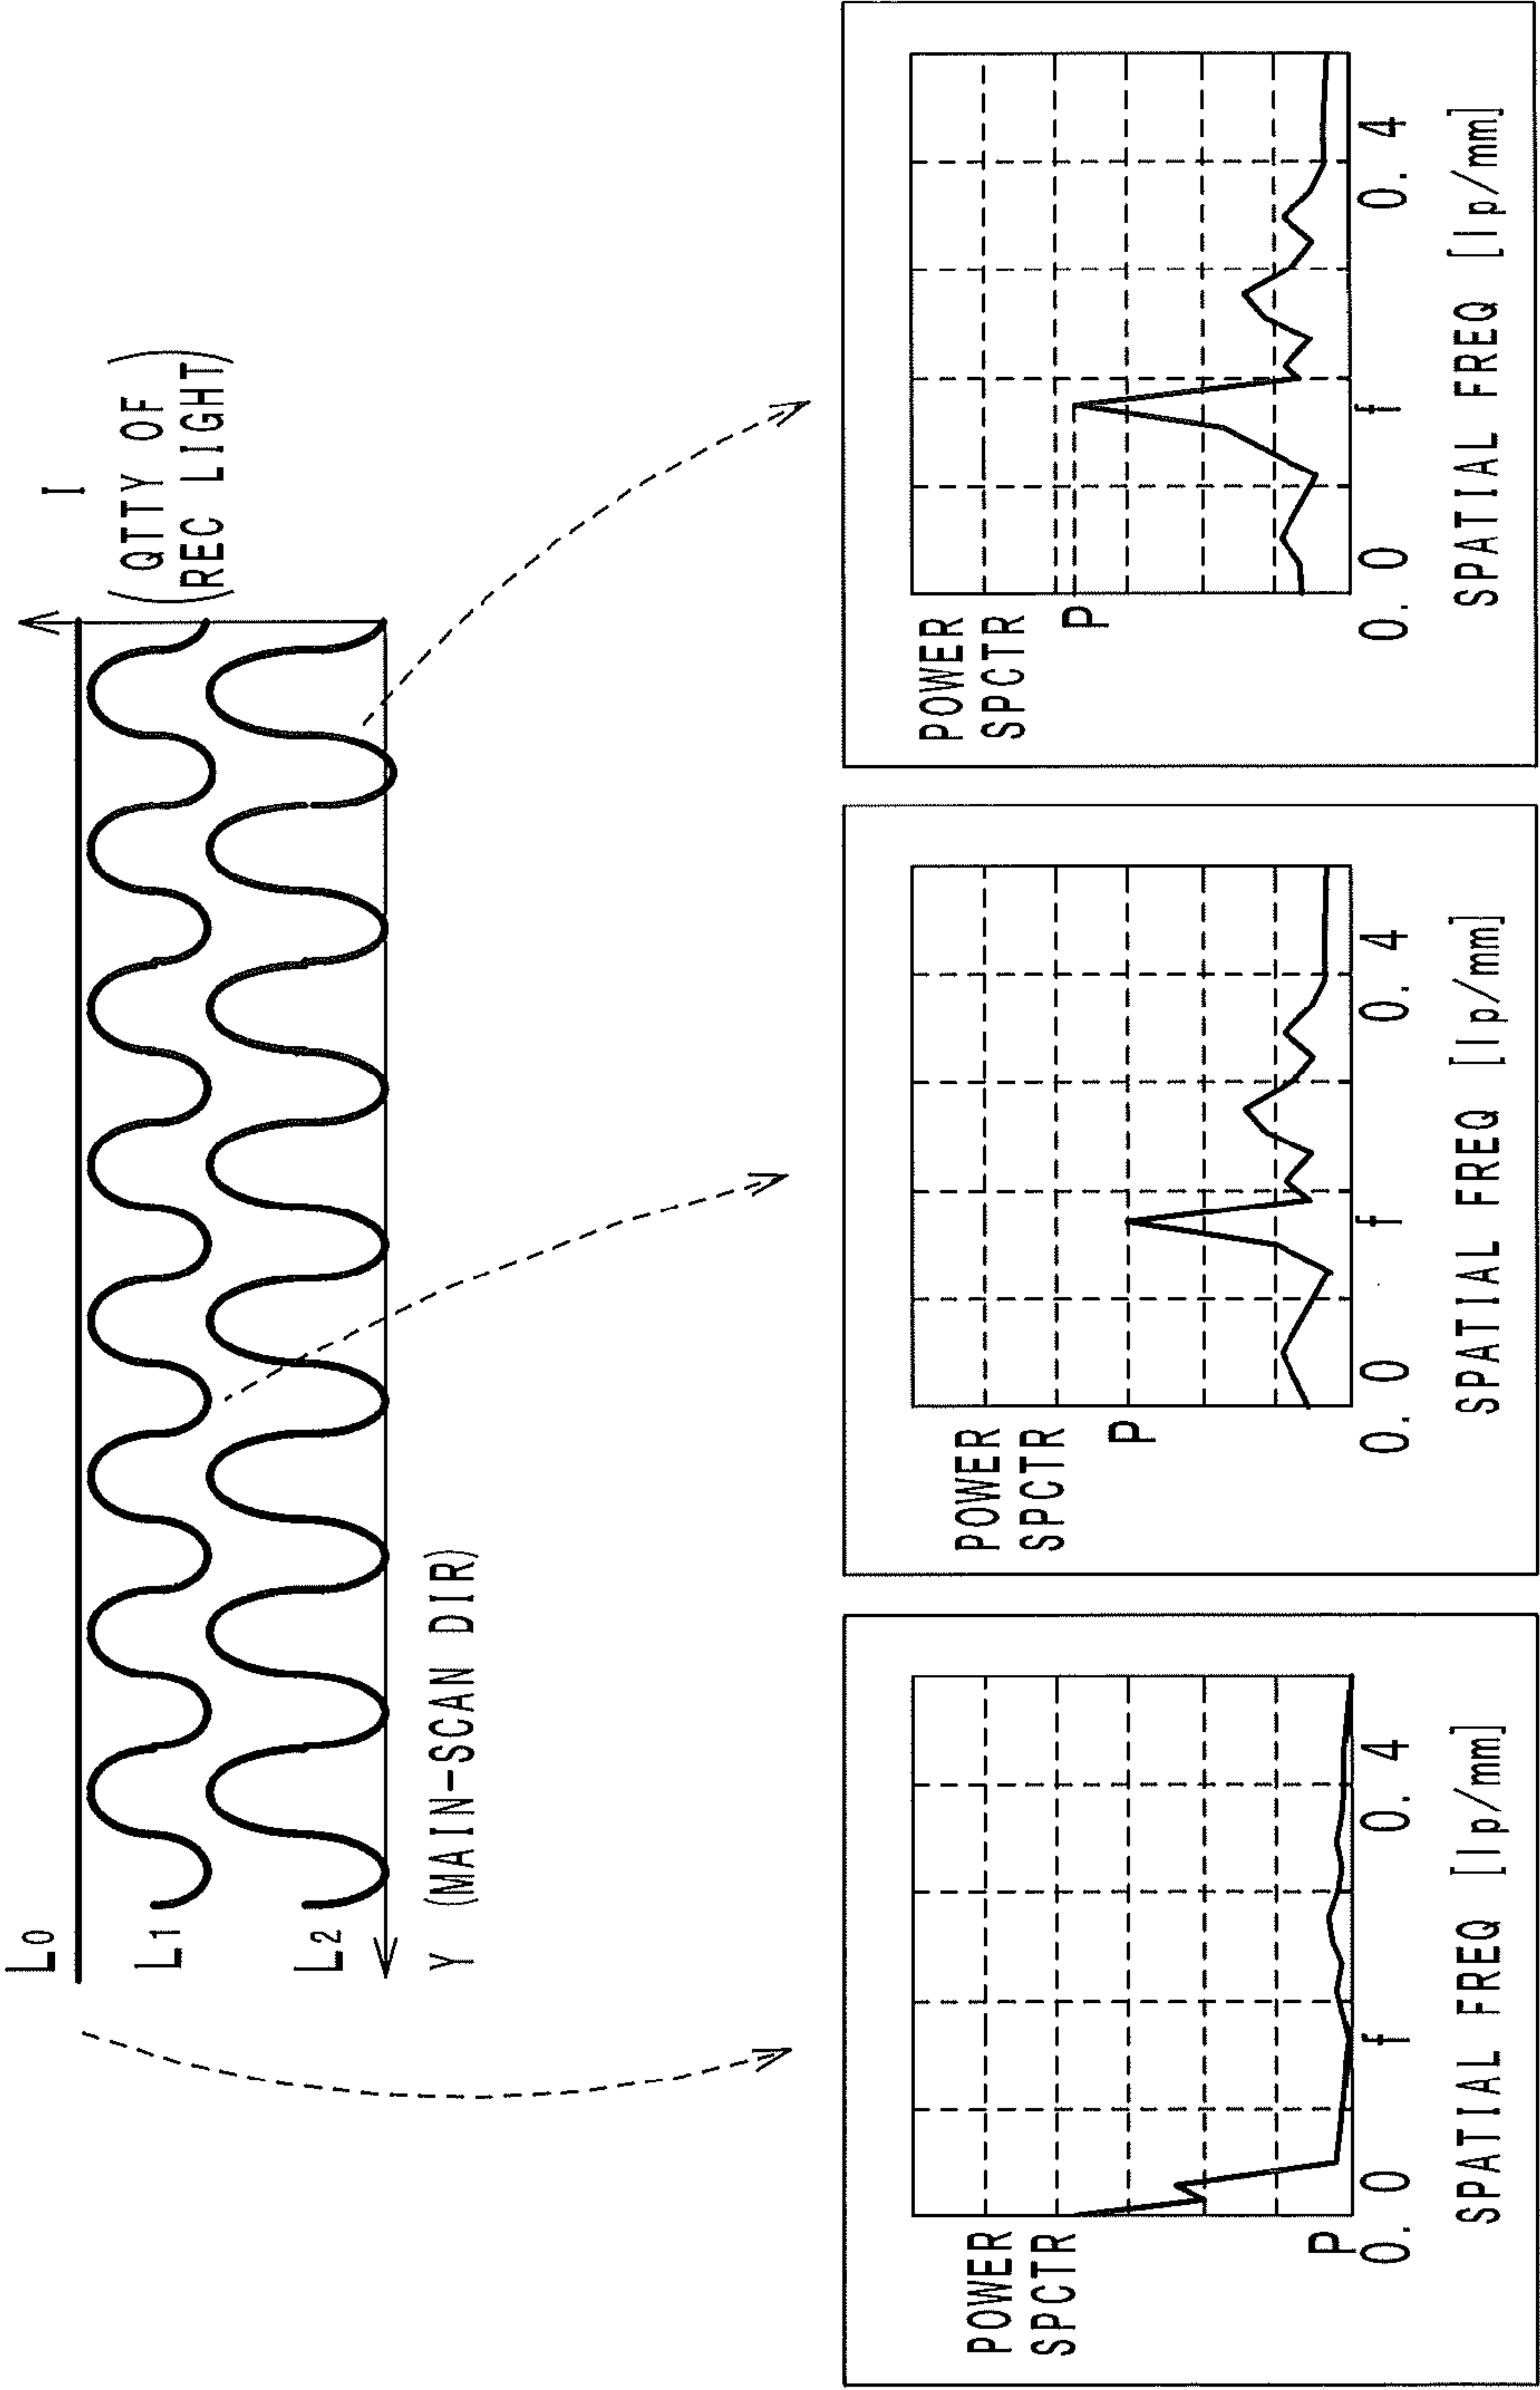 L0
L1
L2
I
(QTTY OF
REC LIGHT)
Y (MAIN-SCAN DIR)
POWER
SPCTR
P
0.0
f
0.4
SPATIAL FREQ [lp/mm]
POWER
SPCTR
P
0.0
f
0.4
SPATIAL FREQ [lp/mm]
POWER
SPCTR
P
0.0
f
0.4
SPATIAL FREQ [lp/mm]